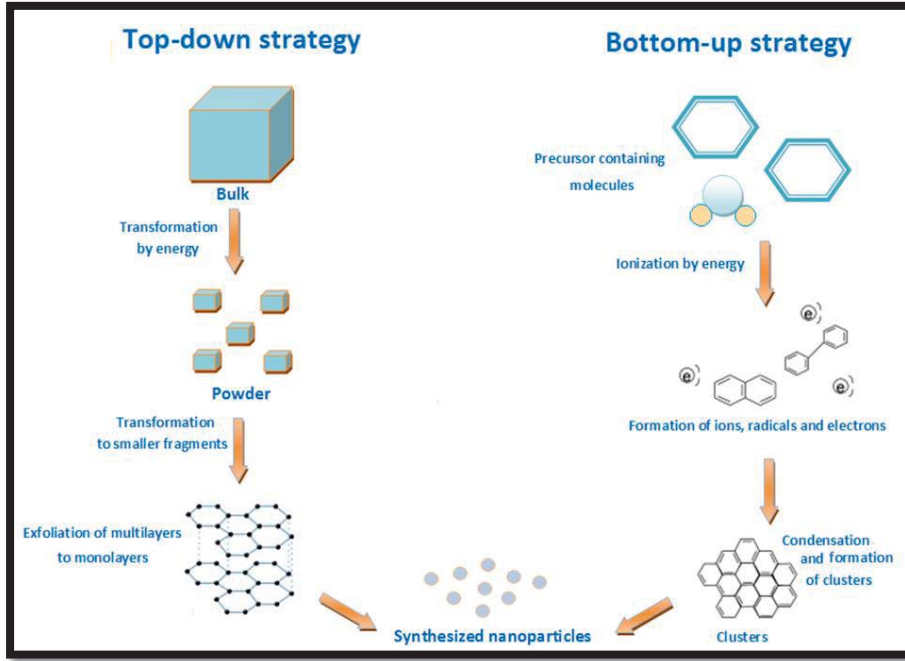 Top-down strategy
Bulk
Transformation
by energy
Powder
Transformation
to smaller fragments
Exfoliation of multilayers
to monolayers
Bottom-up strategy
Precursor containing
molecules
Ionization by energy
e
e
e
Formation of ions, radicals and electrons
Condensation
and formation
of clusters
Clusters
Synthesized nanoparticles